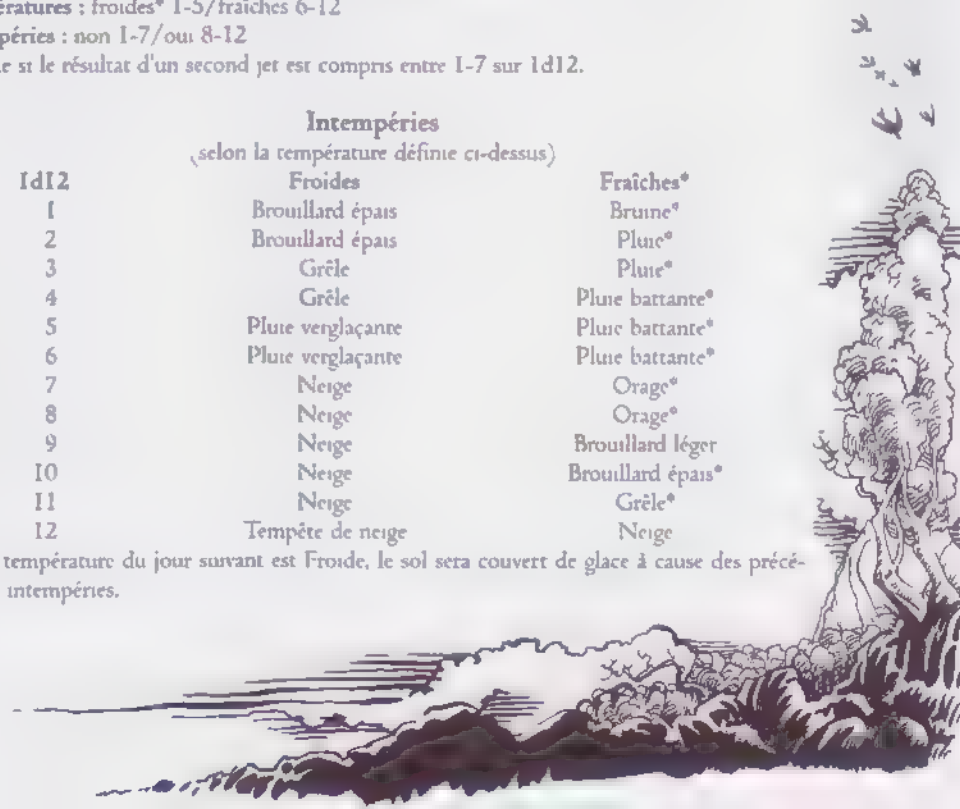 ératures : froides* 1-5/fraîches 6-12
péries : non 1-7/oui 8-12
e si le résultat d'un second jet est compris entre 1-7 sur 1d12.
Intempéries
(selon la température définie ci-dessus)
1d12 Froides Fraîches*
1 Brouillard épais Bruine*
2 Brouillard épais Pluie*
3 Grêle Pluie*
4 Grêle Pluie battante*
5 Pluie verglaçante Pluie battante*
6 Pluie verglaçante Pluie battante*
7 Neige Orage*
8 Neige Orage*
9 Neige Brouillard léger
10 Neige Brouillard épais*
11 Neige Grêle*
12 Tempête de neige Neige
température du jour suivant est Froide, le sol sera couvert de glace à cause des précé-
intempéries.